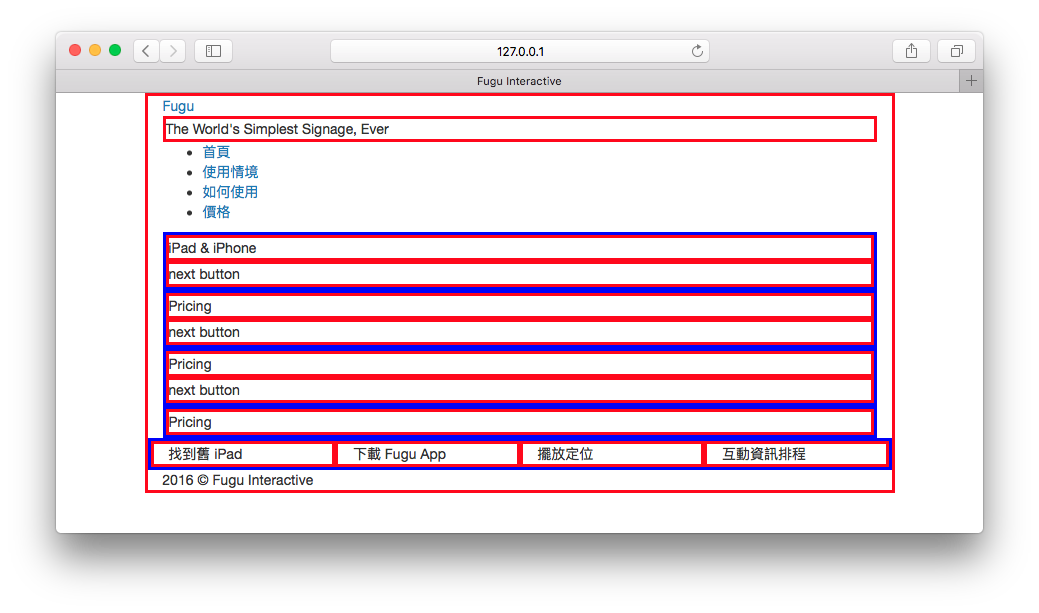 127.0.0.1
Fugu Interactive
Fugu
The World's Simplest Signage, Ever
首頁
使用情境
如何使用
價格
iPad & iPhone
next button
Pricing
next button
Pricing
next button
Pricing
找到舊 iPad 下載 Fugu App 擺放定位 互動資訊排程
2016 © Fugu Interactive